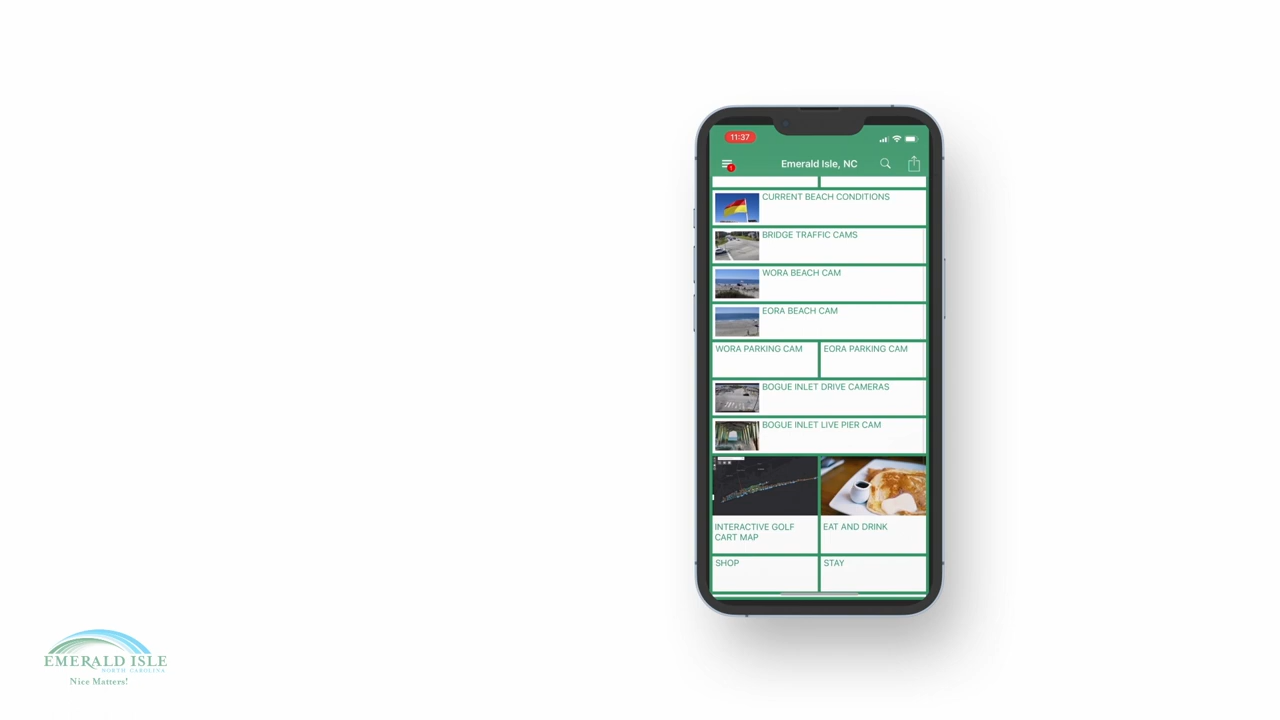 11:37
1
Emerald Isle, NC
CURRENT BEACH CONDITIONS
BRIDGE TRAFFIC CAMS
WORA BEACH CAM
EORA BEACH CAM
WORA PARKING CAM
EORA PARKING CAM
BOGUE INLET DRIVE CAMERAS
BOGUE INLET LIVE PIER CAM
INTERACTIVE GOLF
CART MAP
EAT AND DRINK
SHOP
STAY
EMERALD ISLE
NORTH CAROLINA
Nice Matters!